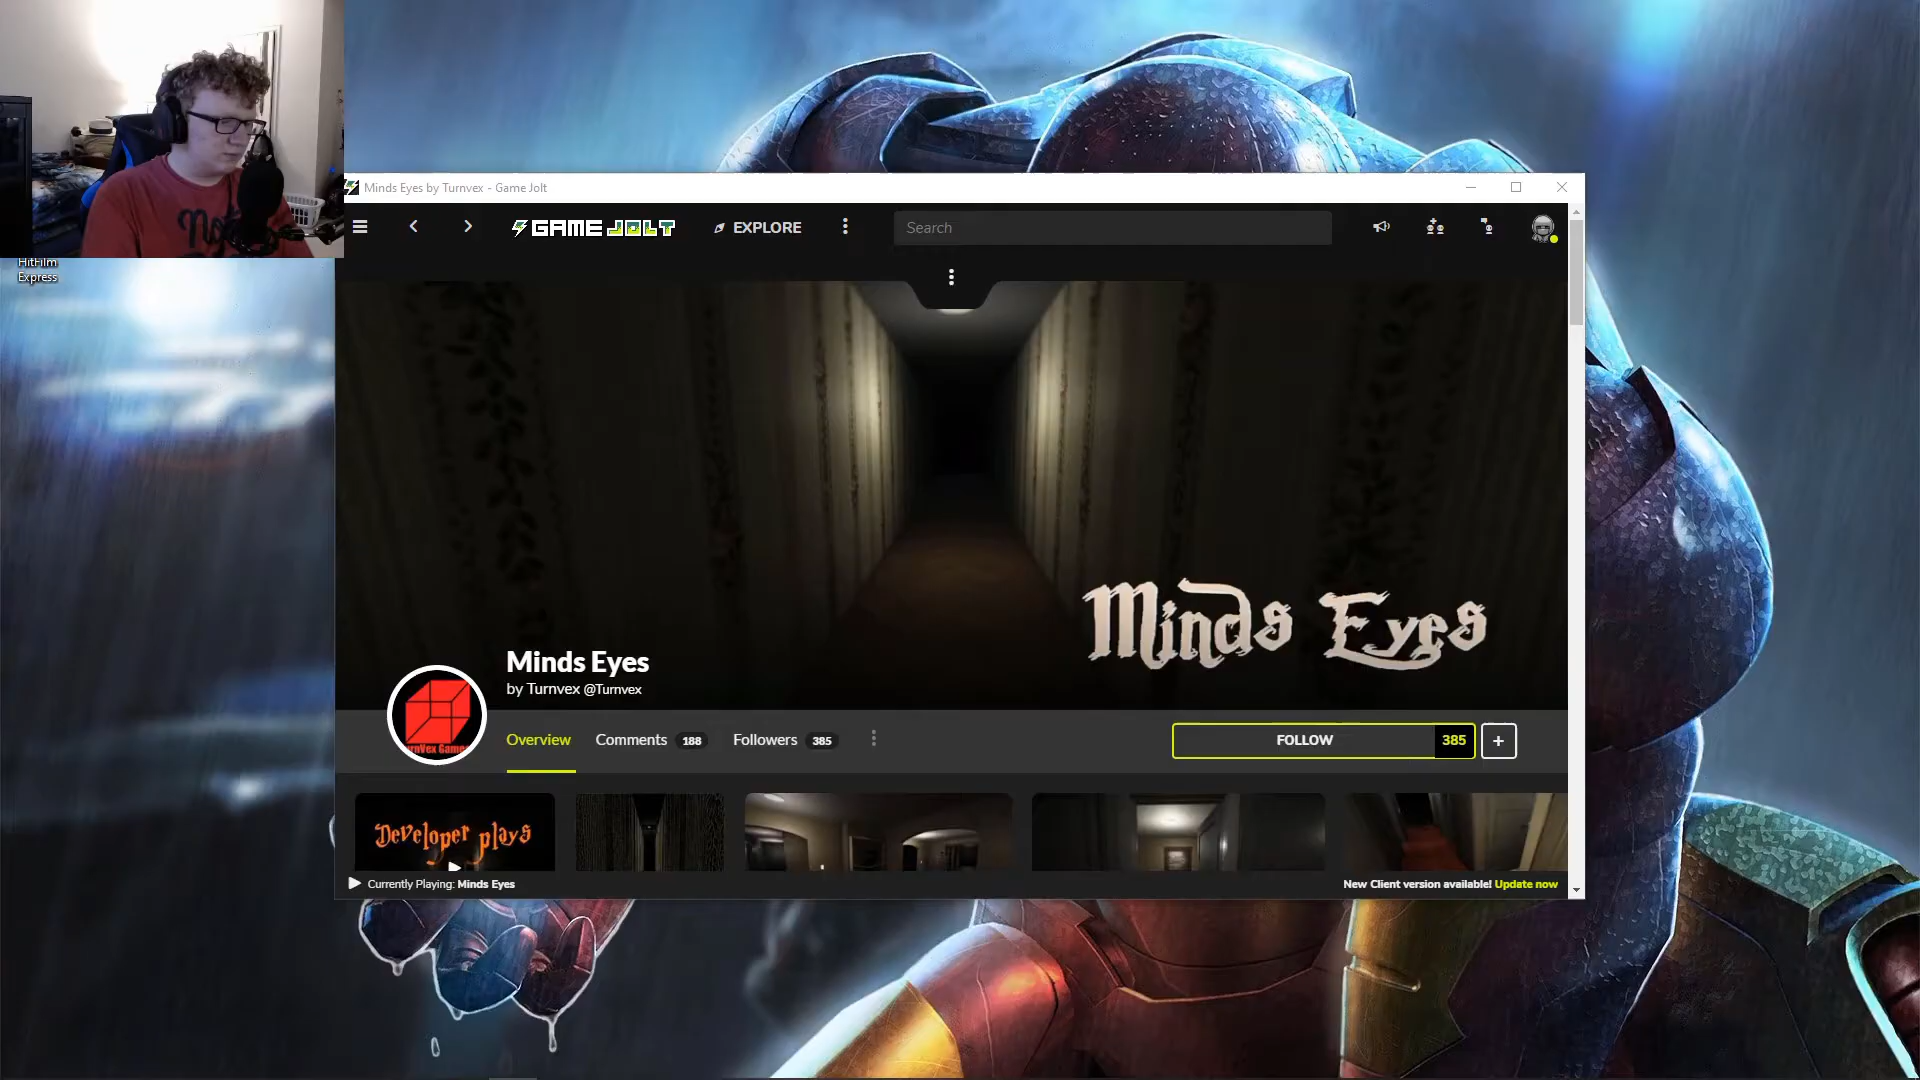 Not
HitFilm
Express
Minds Eyes by Turnvex - Game Jolt
GAME JOLT
EXPLORE
Search
Minds Eyes
Minds Eyes
by Turnvex @Turnvex
Overview
Comments 188
Followers 385
FOLLOW 385
Developer plays
Currently Playing: Minds Eyes
New Client version available! Update now